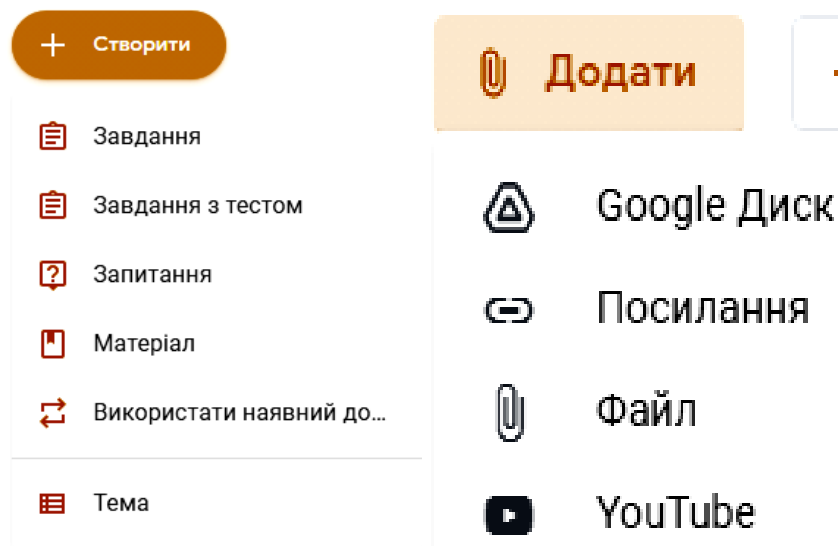 Створити
Завдання
Завдання з тестом
Запитання
Матеріал
Використати наявний до...
Тема
Додати
Google Диск
Посилання
Файл
YouTube